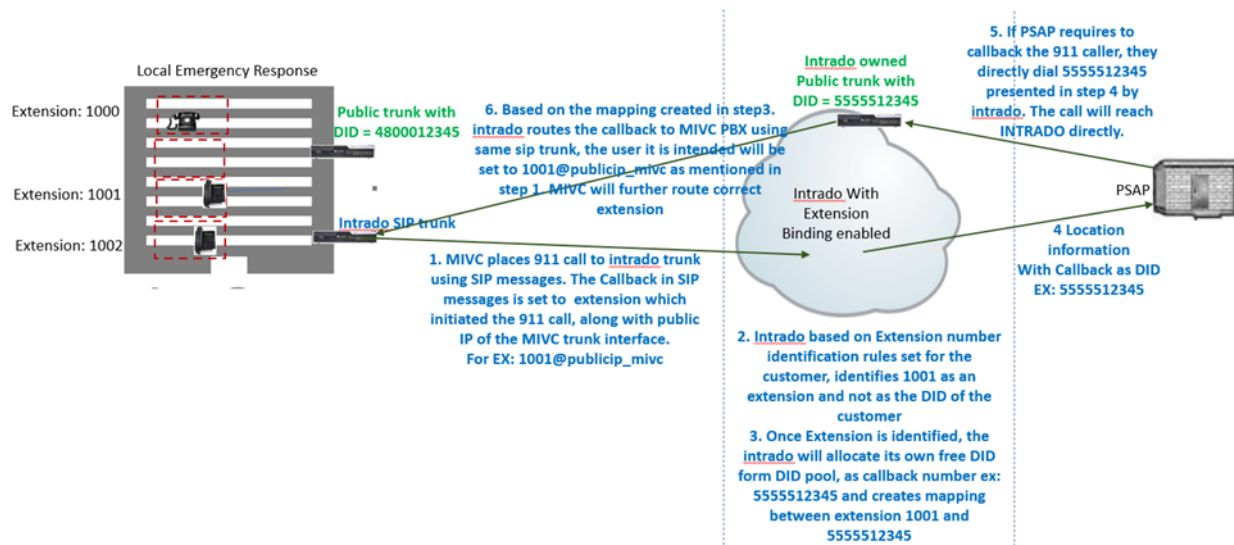 Local Emergency Response
Extension: 1000
Extension: 1001
Extension: 1002
Public trunk with
DID = 4800012345
Intrado SIP trunk
1. MIVC places 911 call to intrado trunk
using SIP messages. The Callback in SIP
messages is set to extension which
initiated the 911 call, along with public
IP of the MIVC trunk interface.
For EX: 1001@publicip_mivc
6. Based on the mapping created in step3.
intrado routes the callback to MIVC PBX using
same sip trunk, the user it is intended will be
set to 1001@publicip_mivc as mentioned in
step 1. MIVC will further route correct
extension
Intrado owned
Public trunk with
DID = 5555512345
Intrado With
Extension
Binding enabled
2. Intrado based on Extension number
identification rules set for the
customer, identifies 1001 as an
extension and not as the DID of the
customer
3. Once Extension is identified, the
intrado will allocate its own free DID
form DID pool, as callback number ex:
5555512345 and creates mapping
between extension 1001 and
5555512345
5. If PSAP requires to
callback the 911 caller, they
directly dial 5555512345
presented in step 4 by
intrado. The call will reach
INTRADO directly.
PSAP
4 Location
information
With Callback as DID
EX: 5555512345